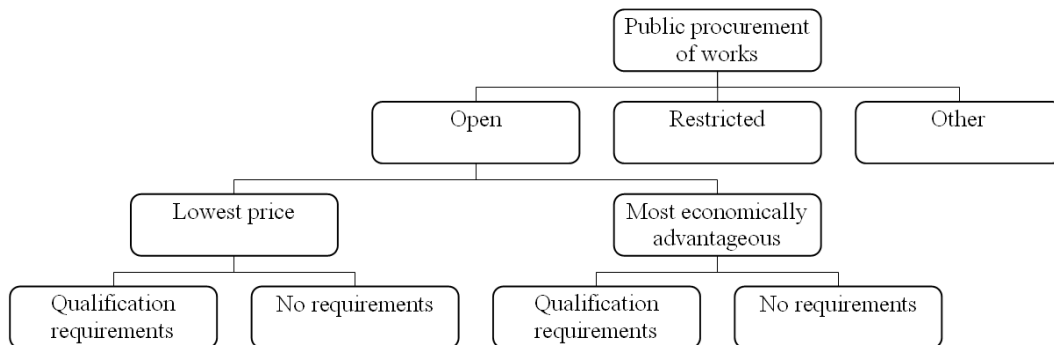 Public procurement
of works
Open
Restricted
Other
Lowest price
Most economically
advantageous
Qualification
requirements
No requirements
Qualification
requirements
No requirements